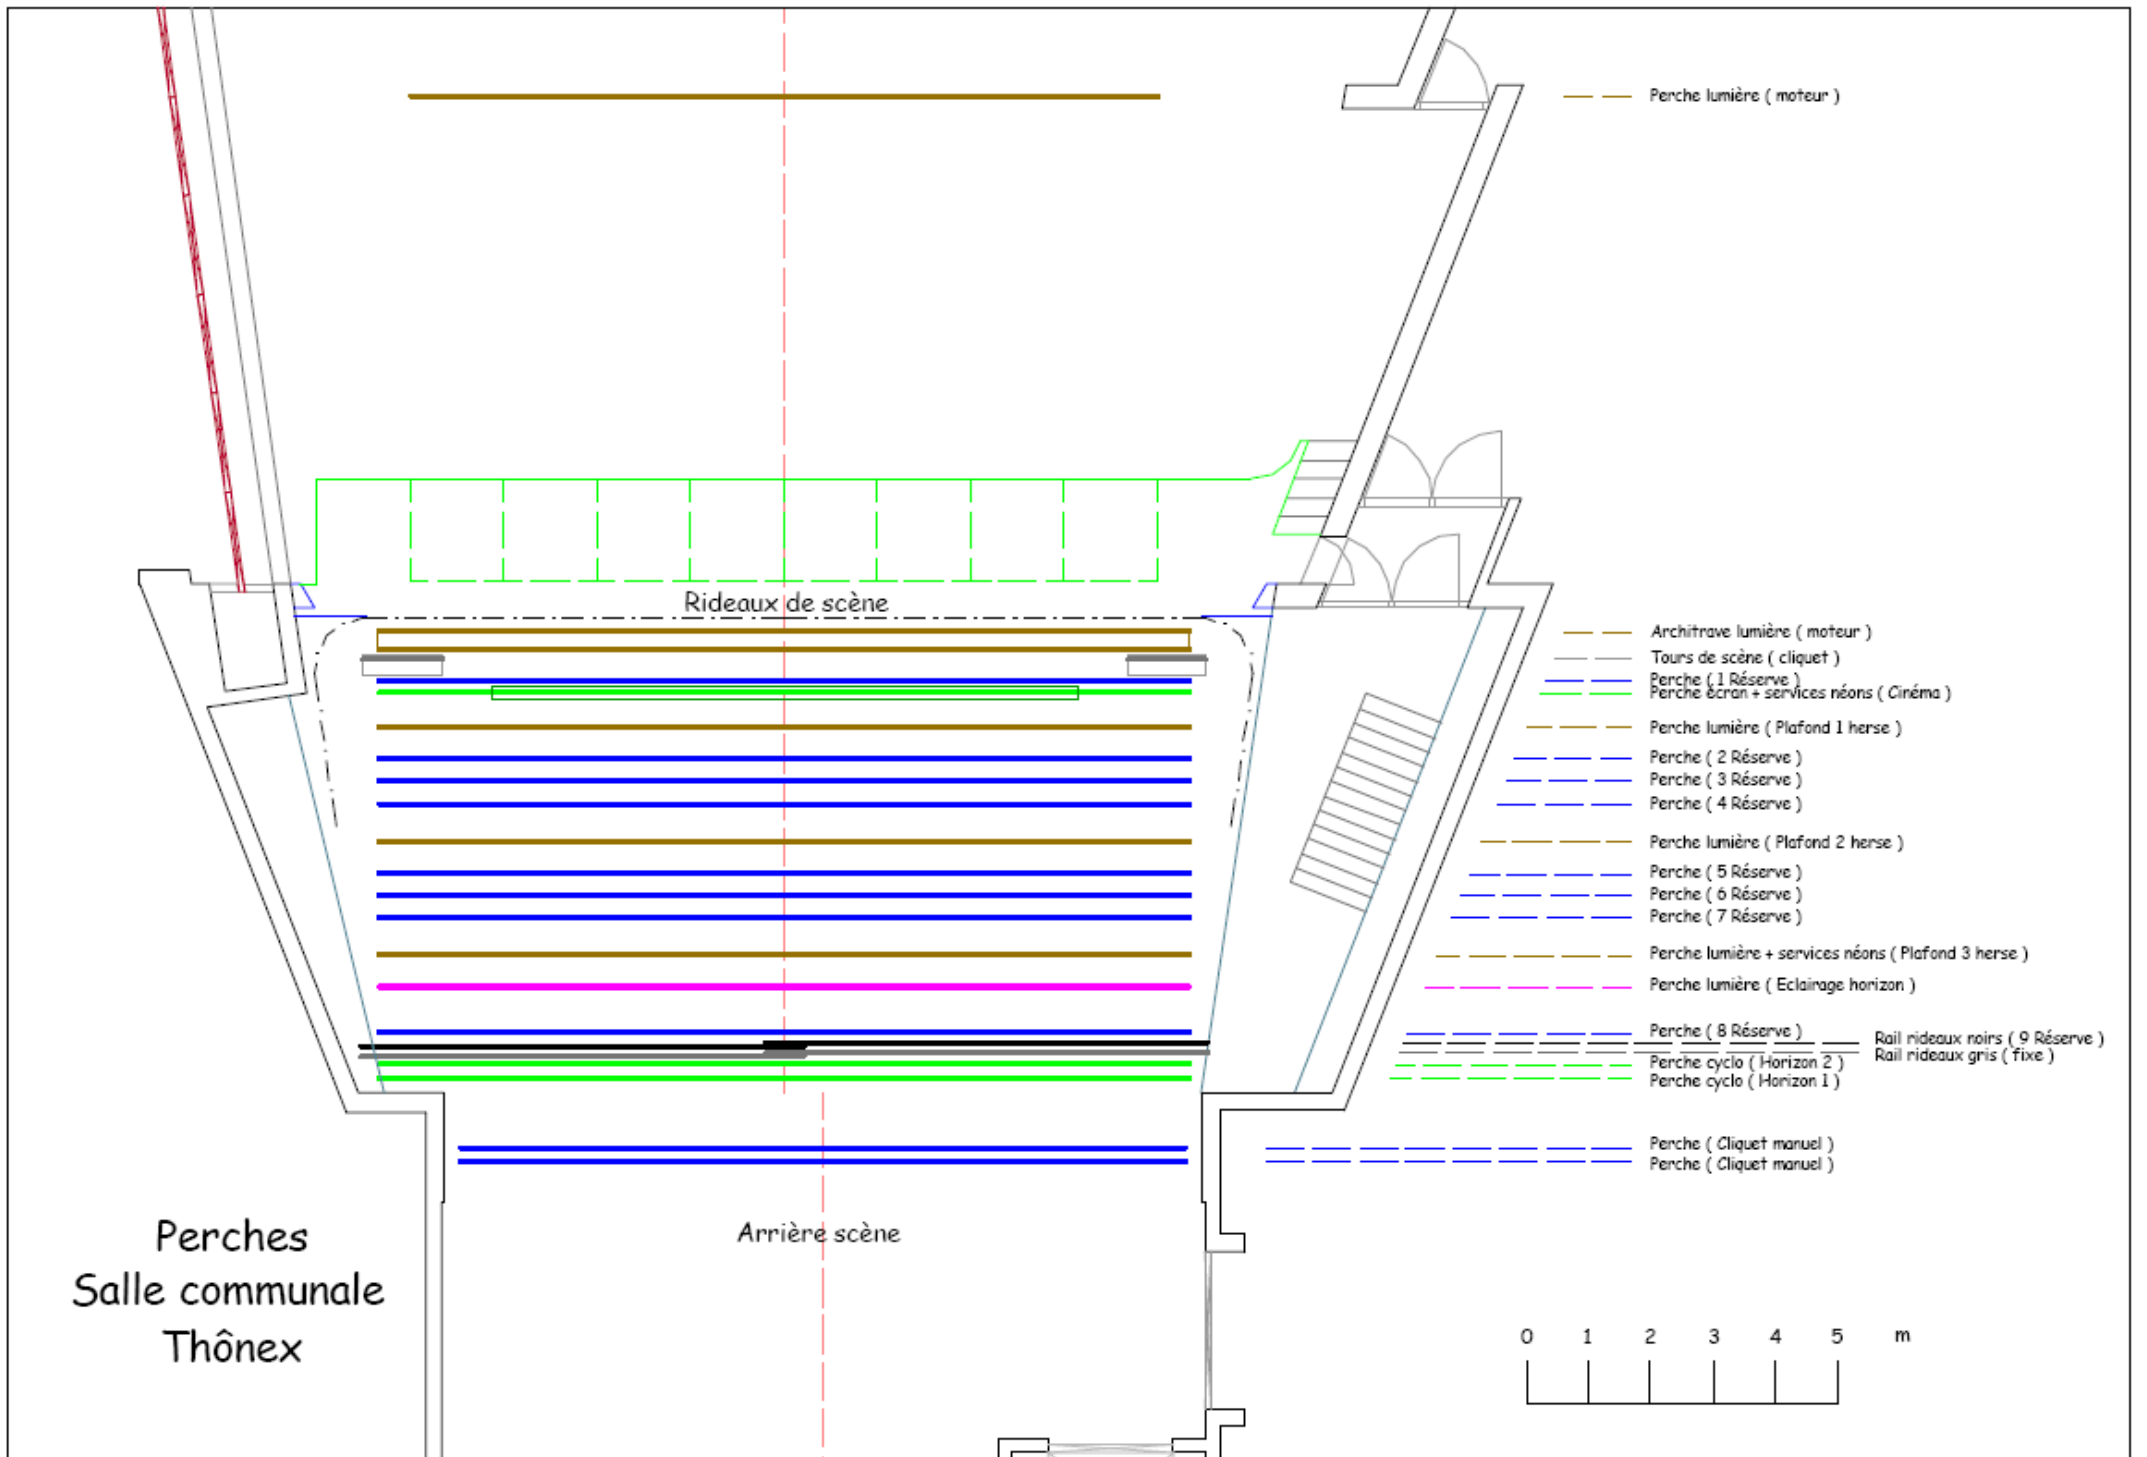 Perche lumière ( moteur )
Rideaux de scène
Architrave lumière ( moteur )
Tours de scène ( cliquet )
Perche ( 1 Réserve )
Perche écran + services néons ( Cinéma )
Perche lumière ( Plafond 1 herse )
Perche ( 2 Réserve )
Perche ( 3 Réserve )
Perche ( 4 Réserve )
Perche lumière ( Plafond 2 herse )
Perche ( 5 Réserve )
Perche ( 6 Réserve )
Perche ( 7 Réserve )
Perche lumière + services néons ( Plafond 3 herse )
Perche lumière ( Eclairage horizon )
Perche ( 8 Réserve )
Rail rideaux noirs ( 9 Réserve )
Rail rideaux gris ( fixe )
Perche cyclo ( Horizon 2 )
Perche cyclo ( Horizon 1 )
Perche ( Cliquet manuel )
Perche ( Cliquet manuel )
Arrière scène
Perches
Salle communale
Thônex
0 1 2 3 4 5 m